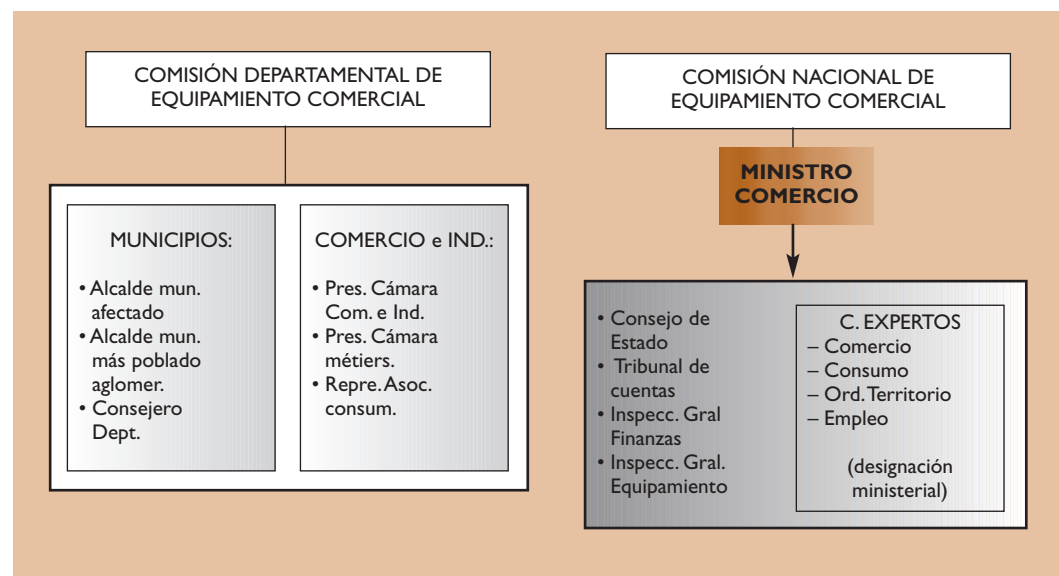 COMISIÓN DEPARTAMENTAL DE
EQUIPAMIENTO COMERCIAL
MUNICIPIOS:
• Alcalde mun.
afectado
• Alcalde mun.
más poblado
aglomer.
• Consejero
Dept.
COMERCIO e IND.:
• Pres. Cámara
Com. e Ind.
• Pres. Cámara
métiers.
• Repre. Asoc.
consum.
COMISIÓN NACIONAL DE
EQUIPAMIENTO COMERCIAL
MINISTRO
COMERCIO
• Consejo de
Estado
• Tribunal de
cuentas
• Inspecc. Gral
Finanzas
• Inspecc. Gral.
Equipamiento
C. EXPERTOS
– Comercio
– Consumo
– Ord. Territorio
– Empleo
(designación
ministerial)